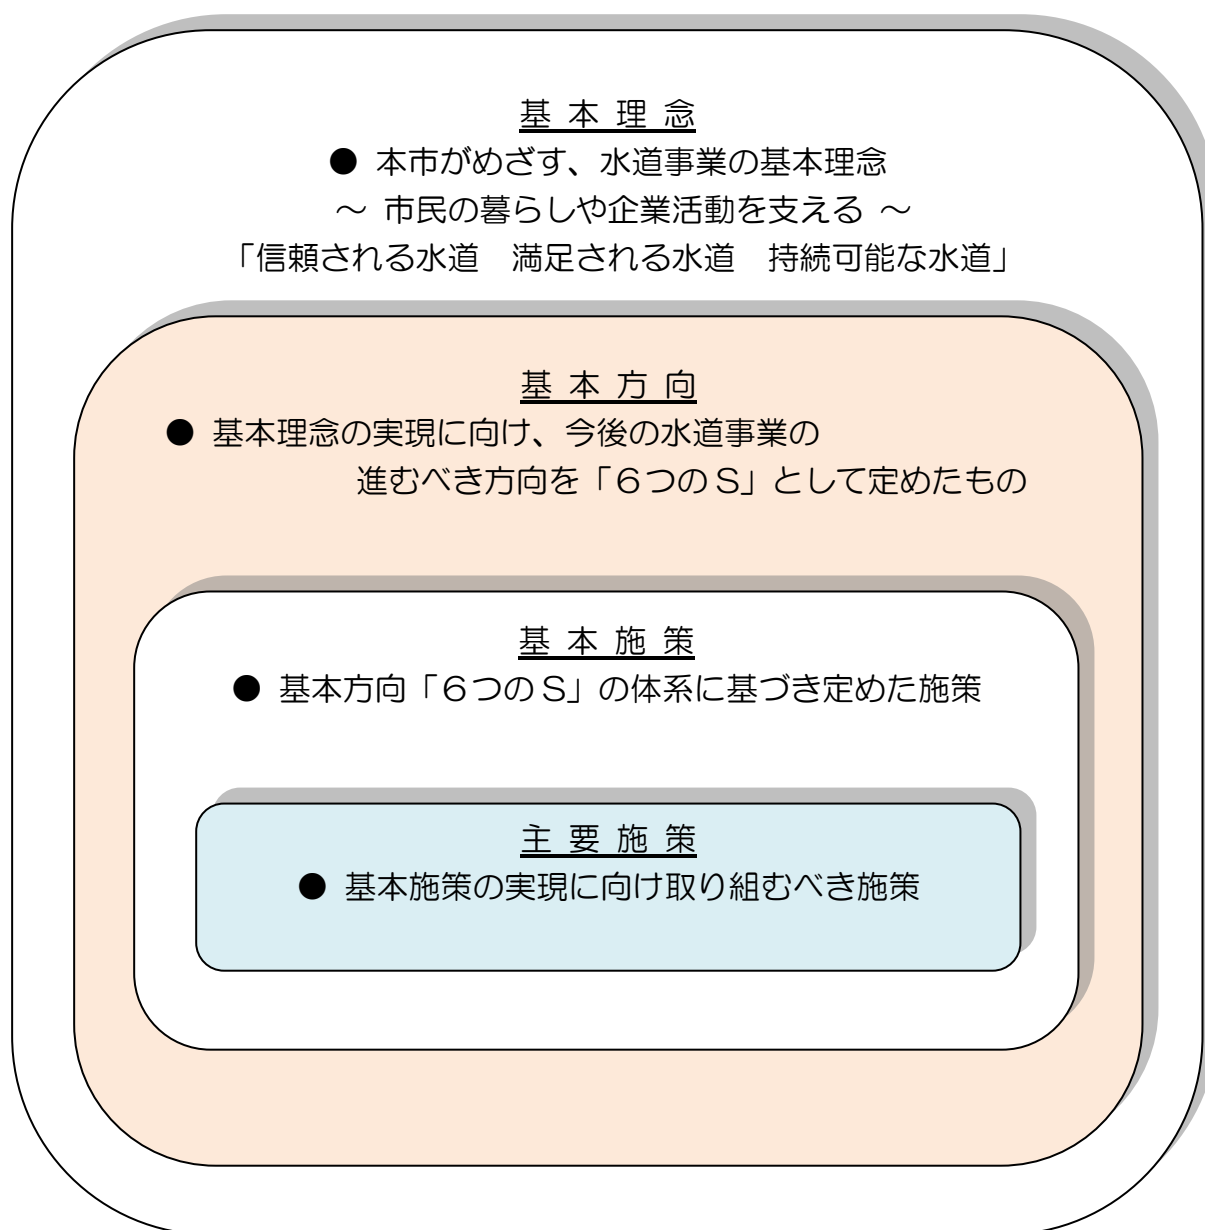 基 本 理 念
● 本市がめざす、水道事業の基本理念
～ 市民の暮らしや企業活動を支える ～
「信頼される水道　満足される水道　持続可能な水道」
基 本 方 向
● 基本理念の実現に向け、今後の水道事業の
進むべき方向を「６つのＳ」として定めたもの
基 本 施 策
● 基本方向「６つのＳ」の体系に基づき定めた施策
主 要 施 策
● 基本施策の実現に向け取り組むべき施策